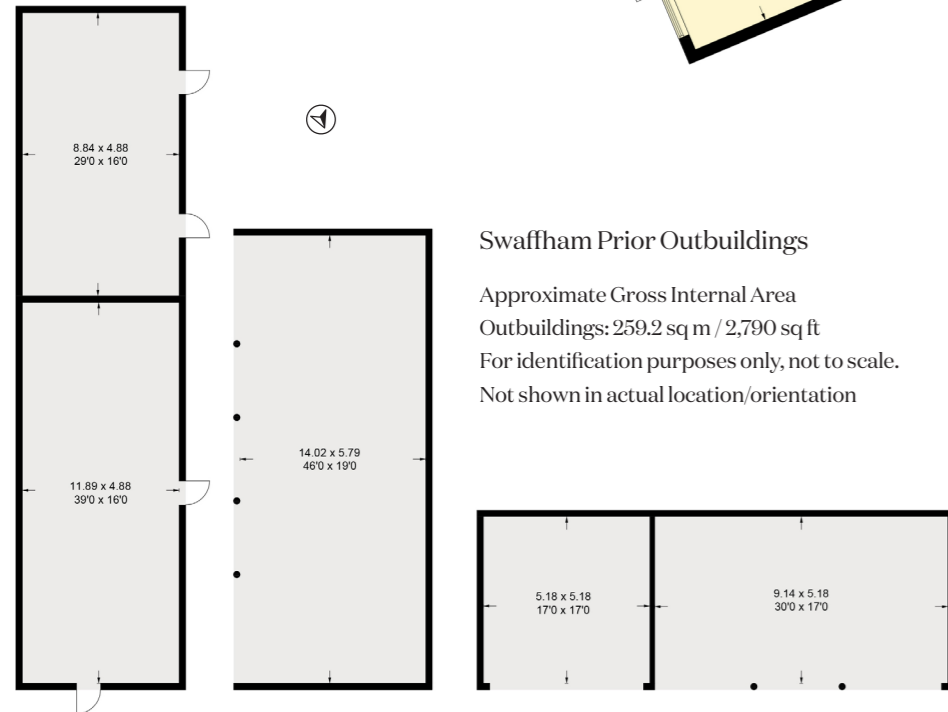 8.84 x 4.88
29'0 x 16'0
11.89 x 4.88
39'0 x 16'0
14.02 x 5.79
46'0 x 19'0
Swaffham Prior Outbuildings
Approximate Gross Internal Area
Outbuildings: 259.2 sq m / 2,790 sq ft
For identification purposes only, not to scale.
Not shown in actual location/orientation
5.18 x 5.18
17'0 x 17'0
9.14 x 5.18
30'0 x 17'0